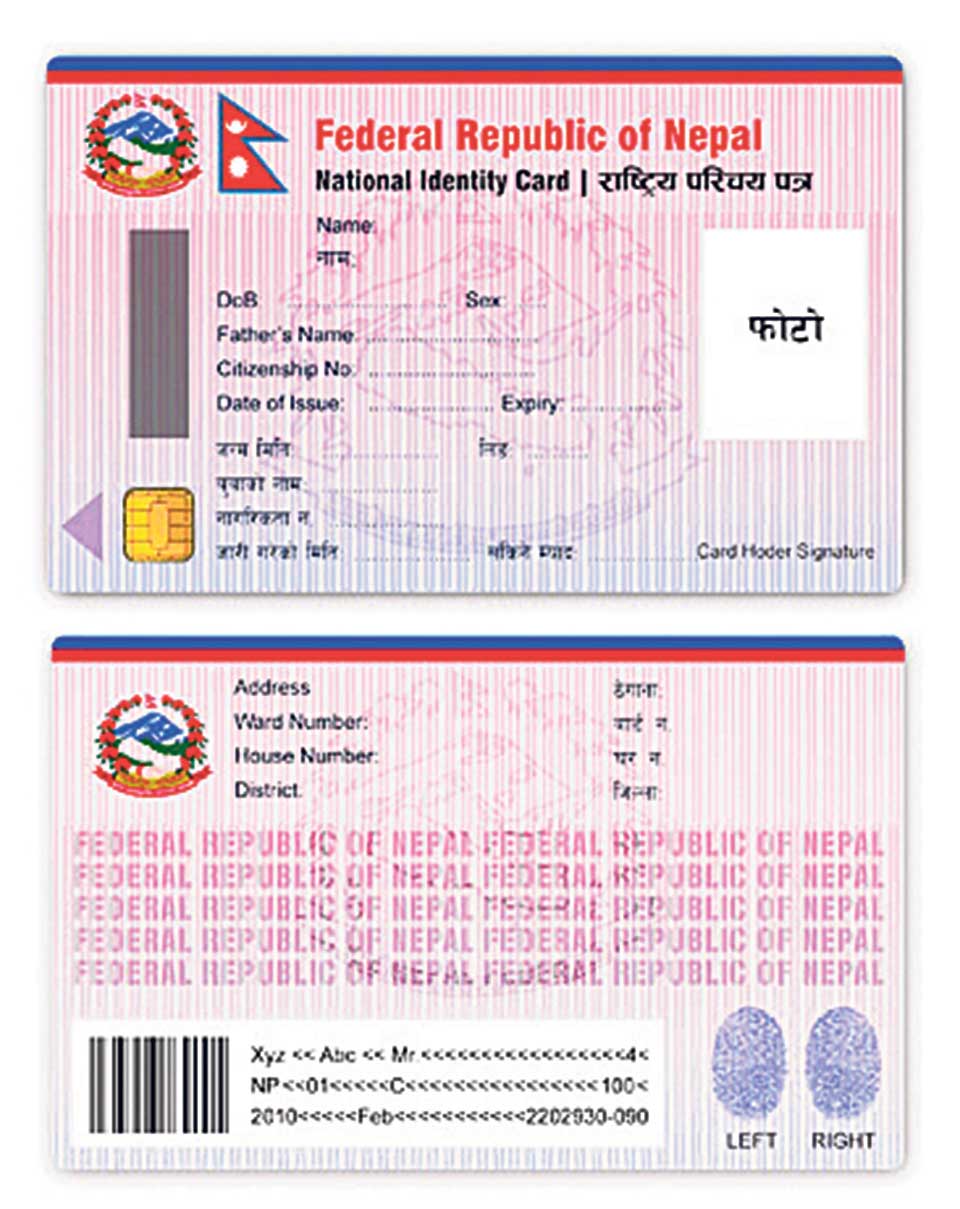 Federal Republic of Nepal
National Identity Card | राष्ट्रिय परिचय पत्र
Name:
नाम:
फोटो
DoB ............ Sex: ......
Father's Name: ............
Citizenship No: ............
Date of Issue: ............ Expiry: ............
जन्म मिति: ............ लिङ्ग: ............
बुवाको नाम: ............
नागरिकता न. ............
जारी गरेको मिति: ............ सकिने म्याद: ............ Card Hoder Signature
Address ठेगाना:
Ward Number: वार्ड न.
House Number: घर न.
District: जिल्ला:
FEDERAL REPUBLIC OF NEPAL FEDERAL REPUBLIC OF NEPAL
FEDERAL REPUBLIC OF NEPAL FEDERAL REPUBLIC OF NEPAL
FEDERAL REPUBLIC OF NEPAL FEDERAL REPUBLIC OF NEPAL
FEDERAL REPUBLIC OF NEPAL FEDERAL REPUBLIC OF NEPAL
FEDERAL REPUBLIC OF NEPAL FEDERAL REPUBLIC OF NEPAL
Xyz << Abc << Mr.<<<<<<<<<<<<<<<<<<4<
NP<<01<<<<<C<<<<<<<<<<<<<<<<100<
2010<<<<<Feb<<<<<<<<<<<2202930-090
LEFT RIGHT